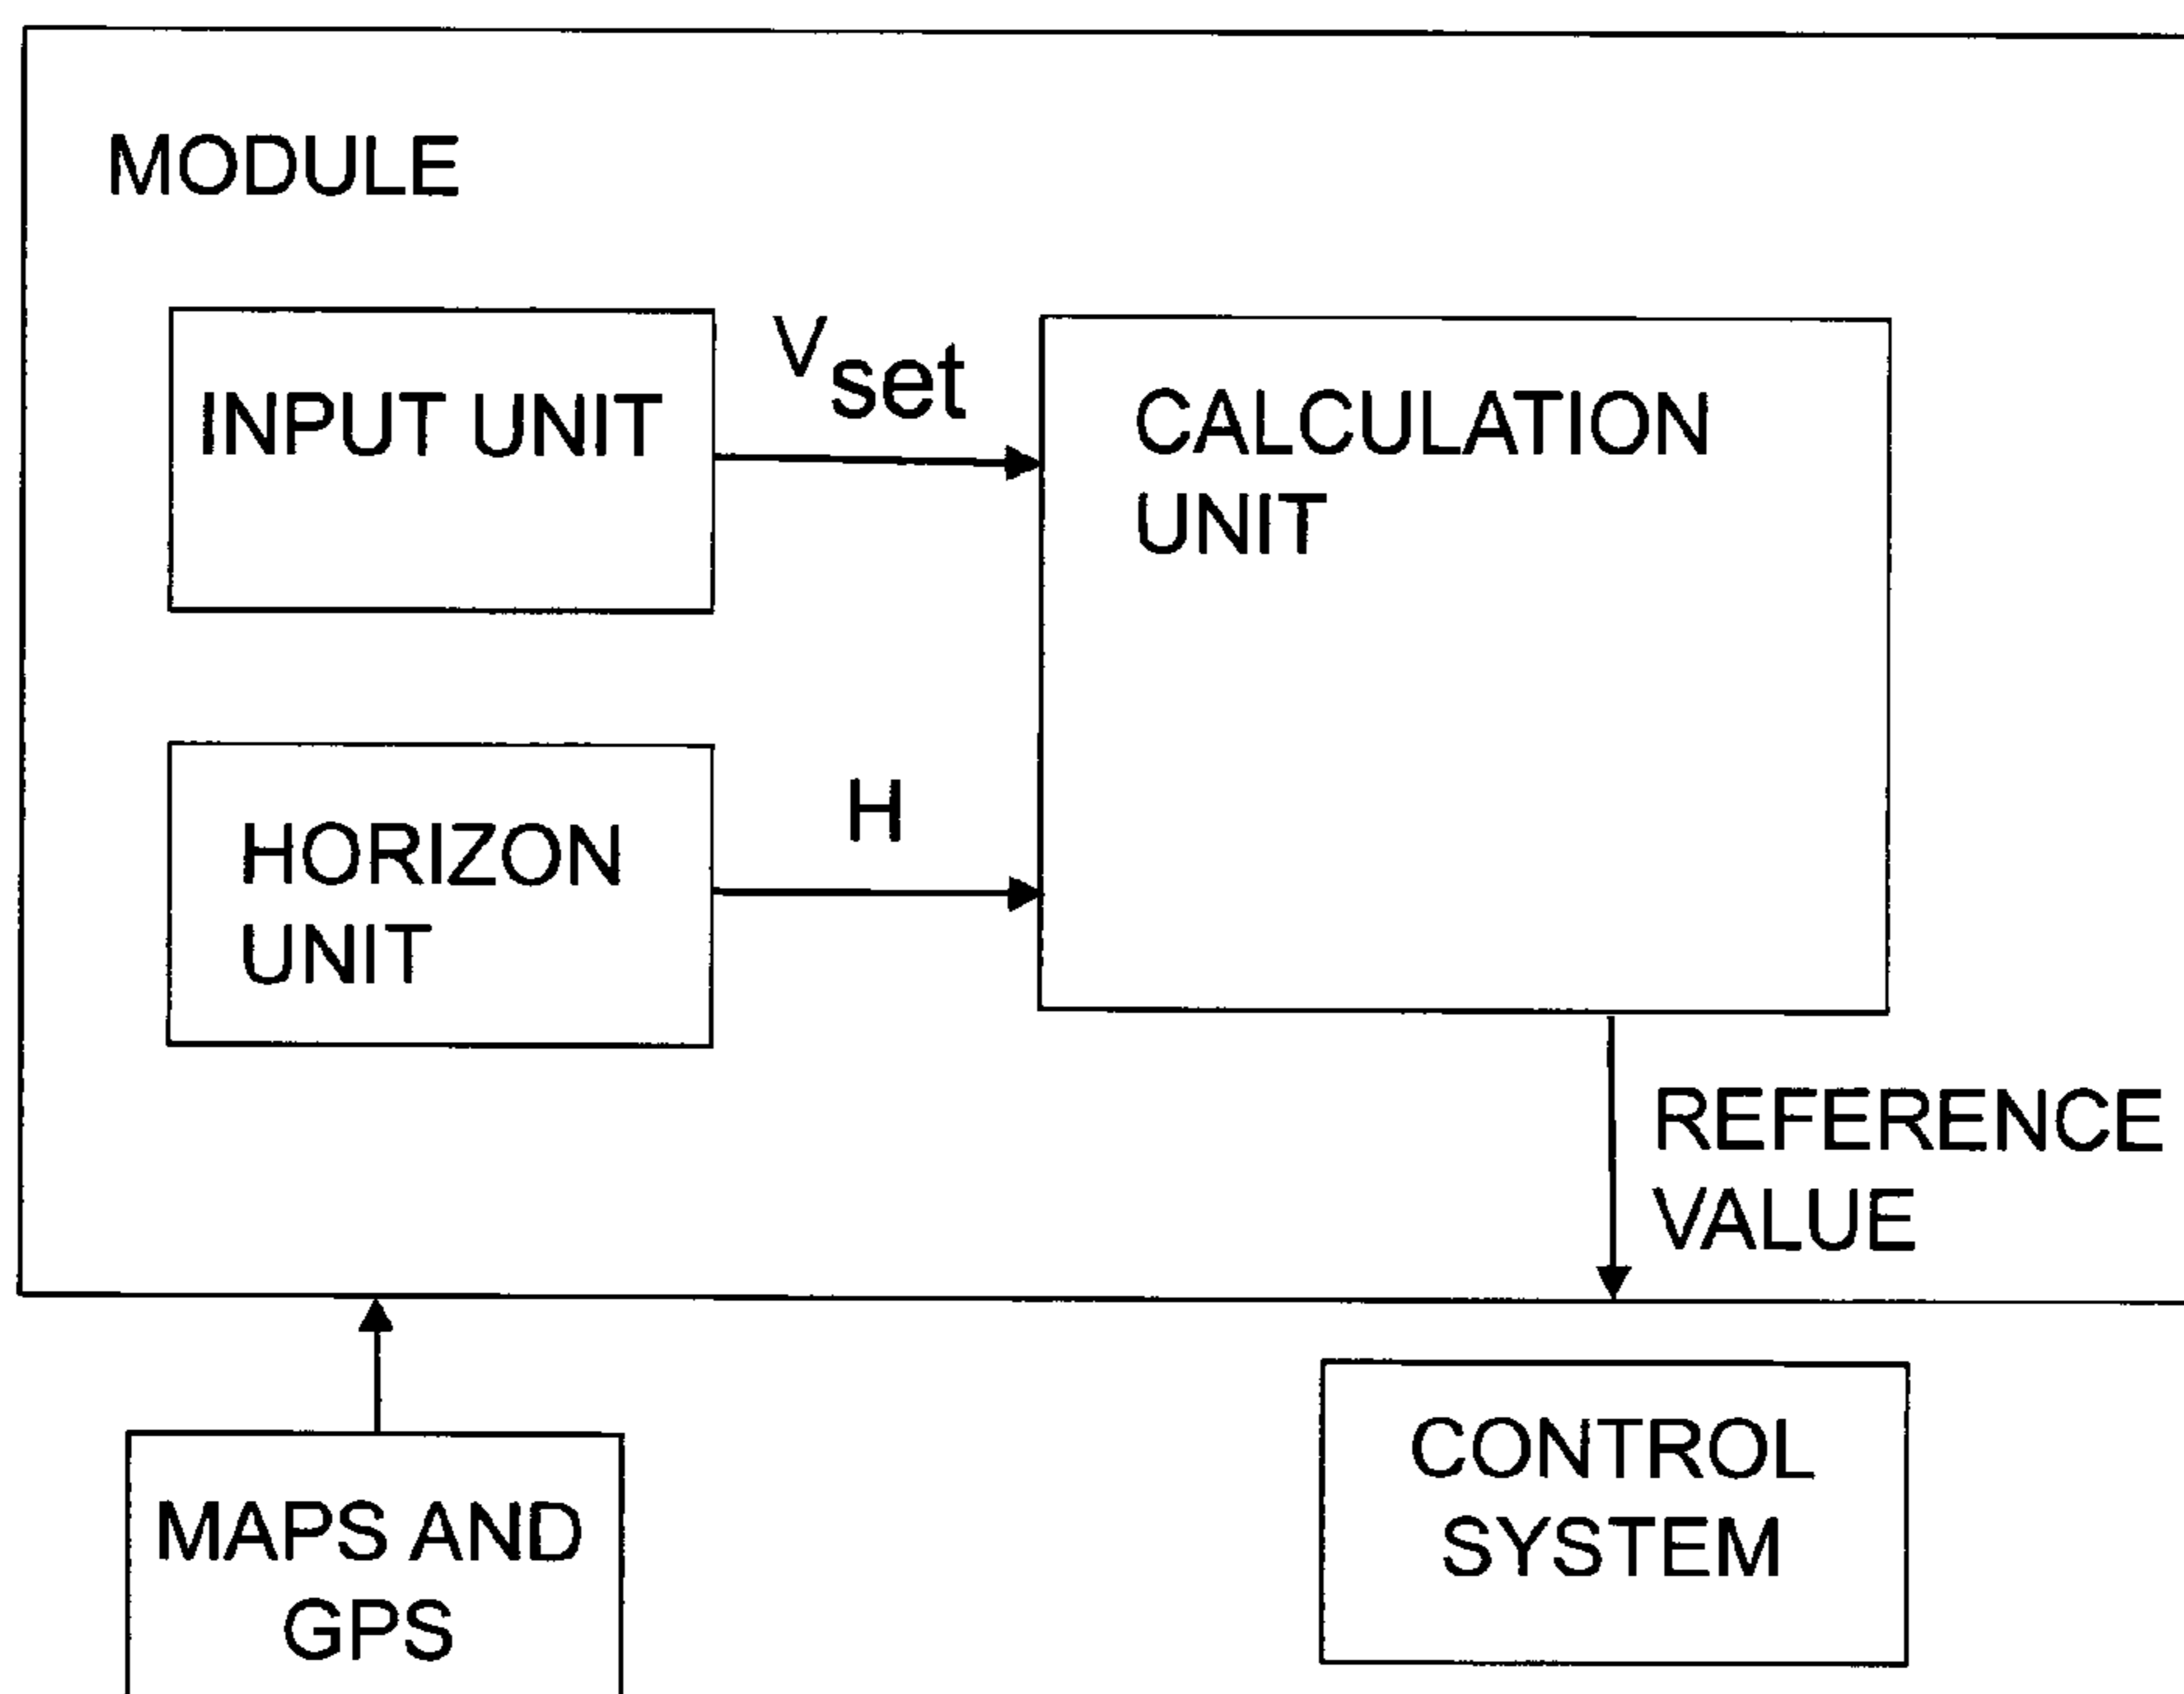 MODULE
INPUT UNIT
Vset
CALCULATION
UNIT
HORIZON
UNIT
H
REFERENCE
VALUE
MAPS AND
GPS
CONTROL
SYSTEM